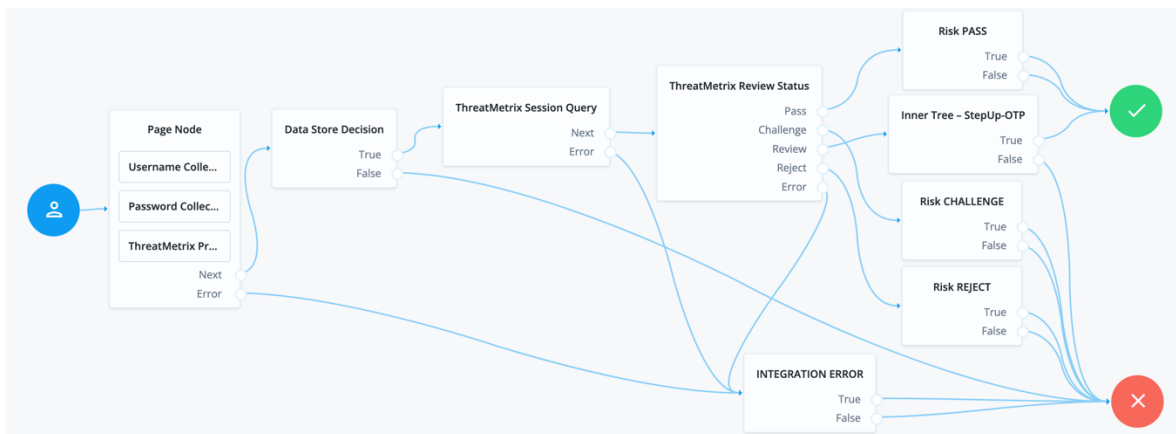 Page Node
Username Colle...
Password Collec...
ThreatMetrix Pr...
Next
Error
Data Store Decision
True
False
ThreatMetrix Session Query
Next
Error
ThreatMetrix Review Status
Pass
Challenge
Review
Reject
Error
Risk PASS
True
False
Inner Tree – StepUp-OTP
True
False
Risk CHALLENGE
True
False
Risk REJECT
True
False
INTEGRATION ERROR
True
False